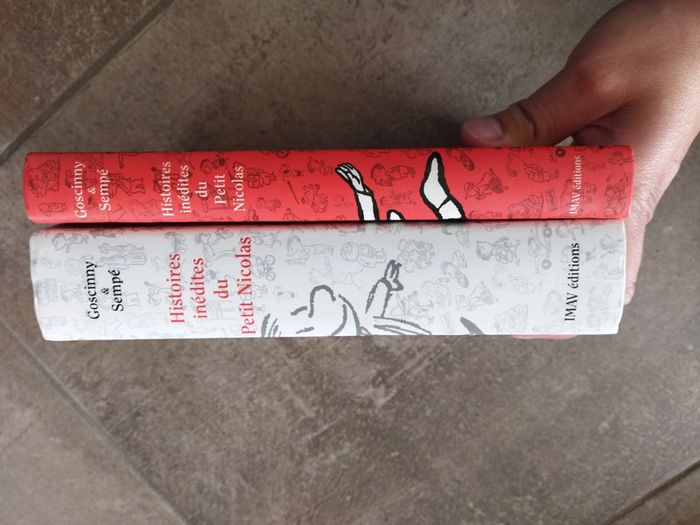 Goscinny
&
Sempé
Histoires
inédites
du
Petit
Nicolas
IMAV éditions
Goscinny
&
Sempé
Histoires
inédites
du
Petit Nicolas
IMAV éditions